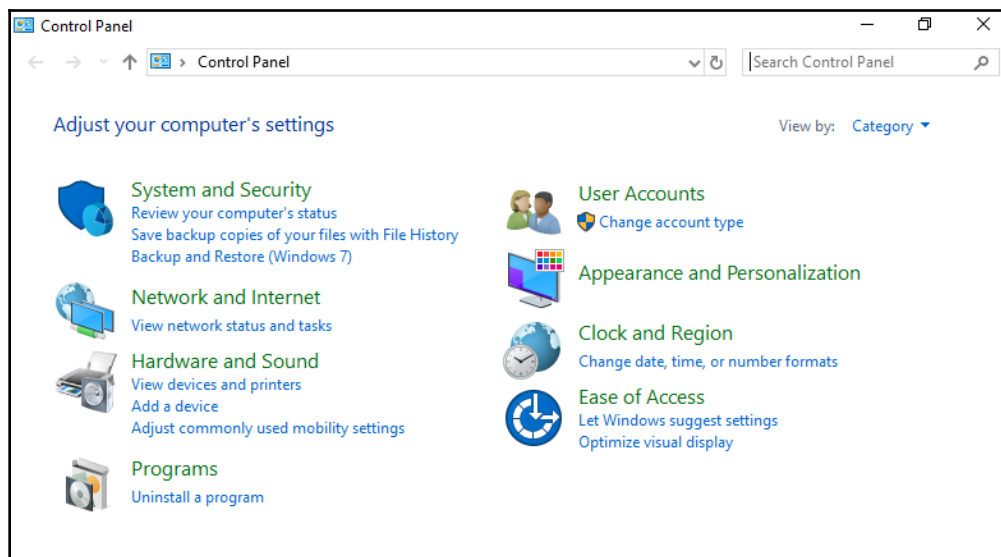 Control Panel
Control Panel
Search Control Panel
Adjust your computer's settings
View by: Category
System and Security
Review your computer's status
Save backup copies of your files with File History
Backup and Restore (Windows 7)
Network and Internet
View network status and tasks
Hardware and Sound
View devices and printers
Add a device
Adjust commonly used mobility settings
Programs
Uninstall a program
User Accounts
Change account type
Appearance and Personalization
Clock and Region
Change date, time, or number formats
Ease of Access
Let Windows suggest settings
Optimize visual display